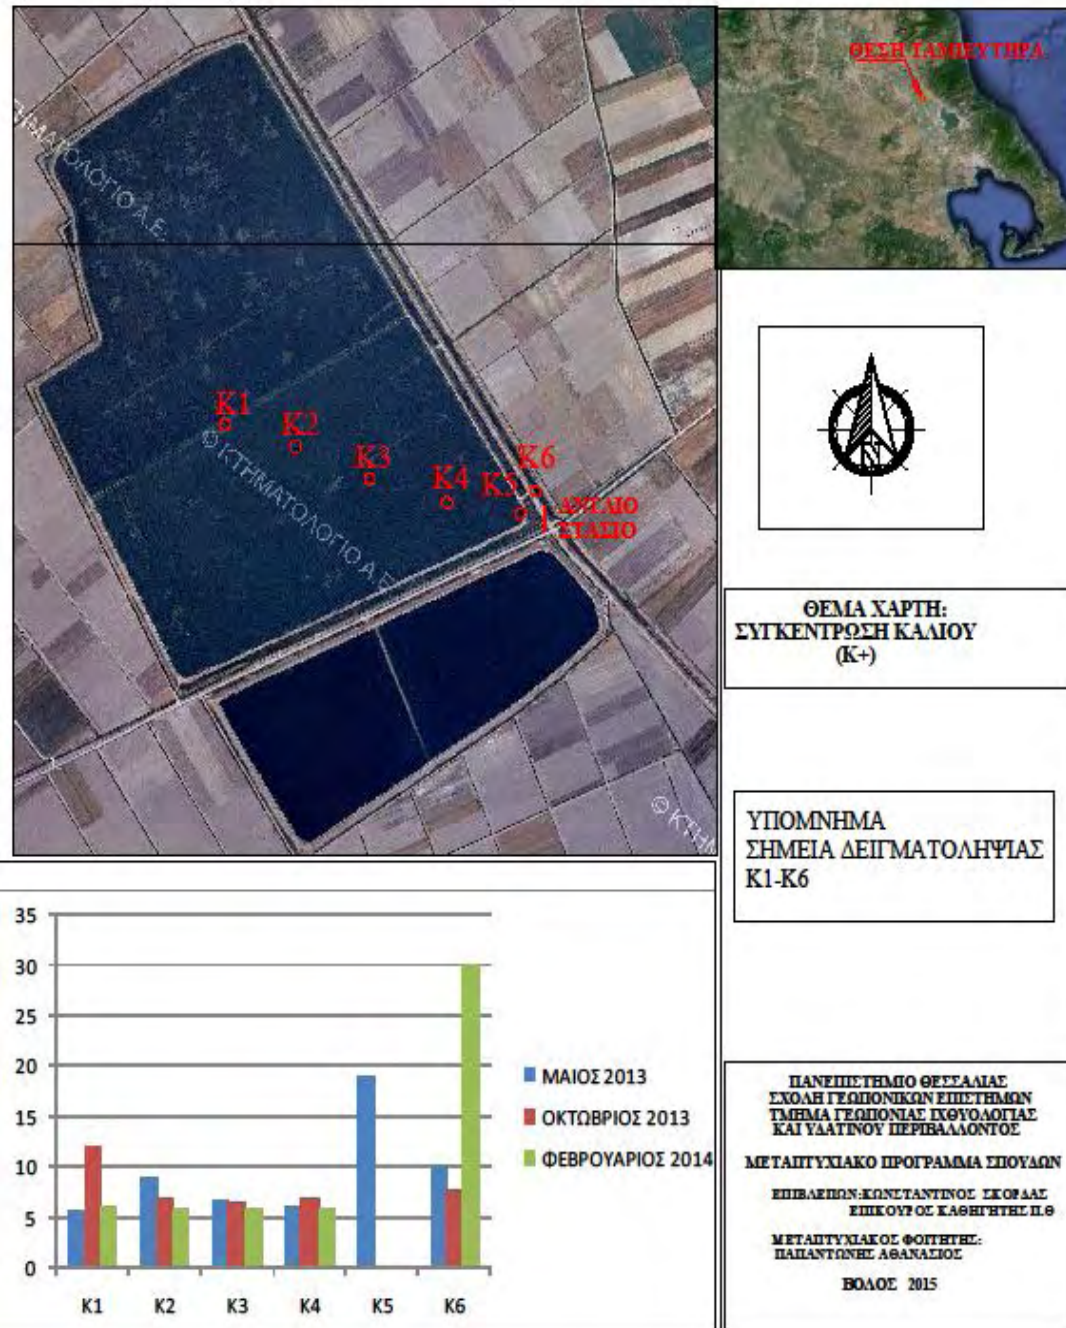 ΚΤΗΜΑΤΟΛΟΓΙΟ Α.Ε.
ΘΕΣΗ ΤΑΜΙΕΥΤΗΡΑ
K1
K2
K3
K4
K5
K6
ΑΝΤΛΙΟ
ΣΤΑΣΙΟ
© ΚΤΗΜΑΤΟΛΟΓΙΟ Α.Ε.
© ΚΤΗΜ
N
ΘΕΜΑ ΧΑΡΤΗ:
ΣΥΓΚΕΝΤΡΩΣΗ ΚΑΛΙΟΥ
(K+)
ΥΠΟΜΝΗΜΑ
ΣΗΜΕΙΑ ΔΕΙΓΜΑΤΟΛΗΨΙΑΣ
K1-K6
35
30
25
20
15
10
5
0
K1 K2 K3 K4 K5 K6
ΜΑΙΟΣ 2013
ΟΚΤΩΒΡΙΟΣ 2013
ΦΕΒΡΟΥΑΡΙΟΣ 2014
ΠΑΝΕΠΙΣΤΗΜΙΟ ΘΕΣΣΑΛΙΑΣ
ΣΧΟΛΗ ΓΕΩΠΟΝΙΚΩΝ ΕΠΙΣΤΗΜΩΝ
ΤΜΗΜΑ ΓΕΩΠΟΝΙΑΣ ΙΧΘΥΟΛΟΓΙΑΣ
ΚΑΙ ΥΔΑΤΙΝΟΥ ΠΕΡΙΒΑΛΛΟΝΤΟΣ
ΜΕΤΑΠΤΥΧΙΑΚΟ ΠΡΟΓΡΑΜΜΑ ΣΠΟΥΔΩΝ
ΕΠΙΒΛΕΠΩΝ:ΚΩΝΣΤΑΝΤΙΝΟΣ ΣΚΟΡΔΑΣ
ΕΠΙΚΟΥΡΟΣ ΚΑΘΗΓΗΤΗΣ Π.Θ
ΜΕΤΑΠΤΥΧΙΑΚΟΣ ΦΟΙΤΗΤΗΣ:
ΠΑΠΑΝΤΩΝΗΣ ΑΘΑΝΑΣΙΟΣ
ΒΟΛΟΣ 2015